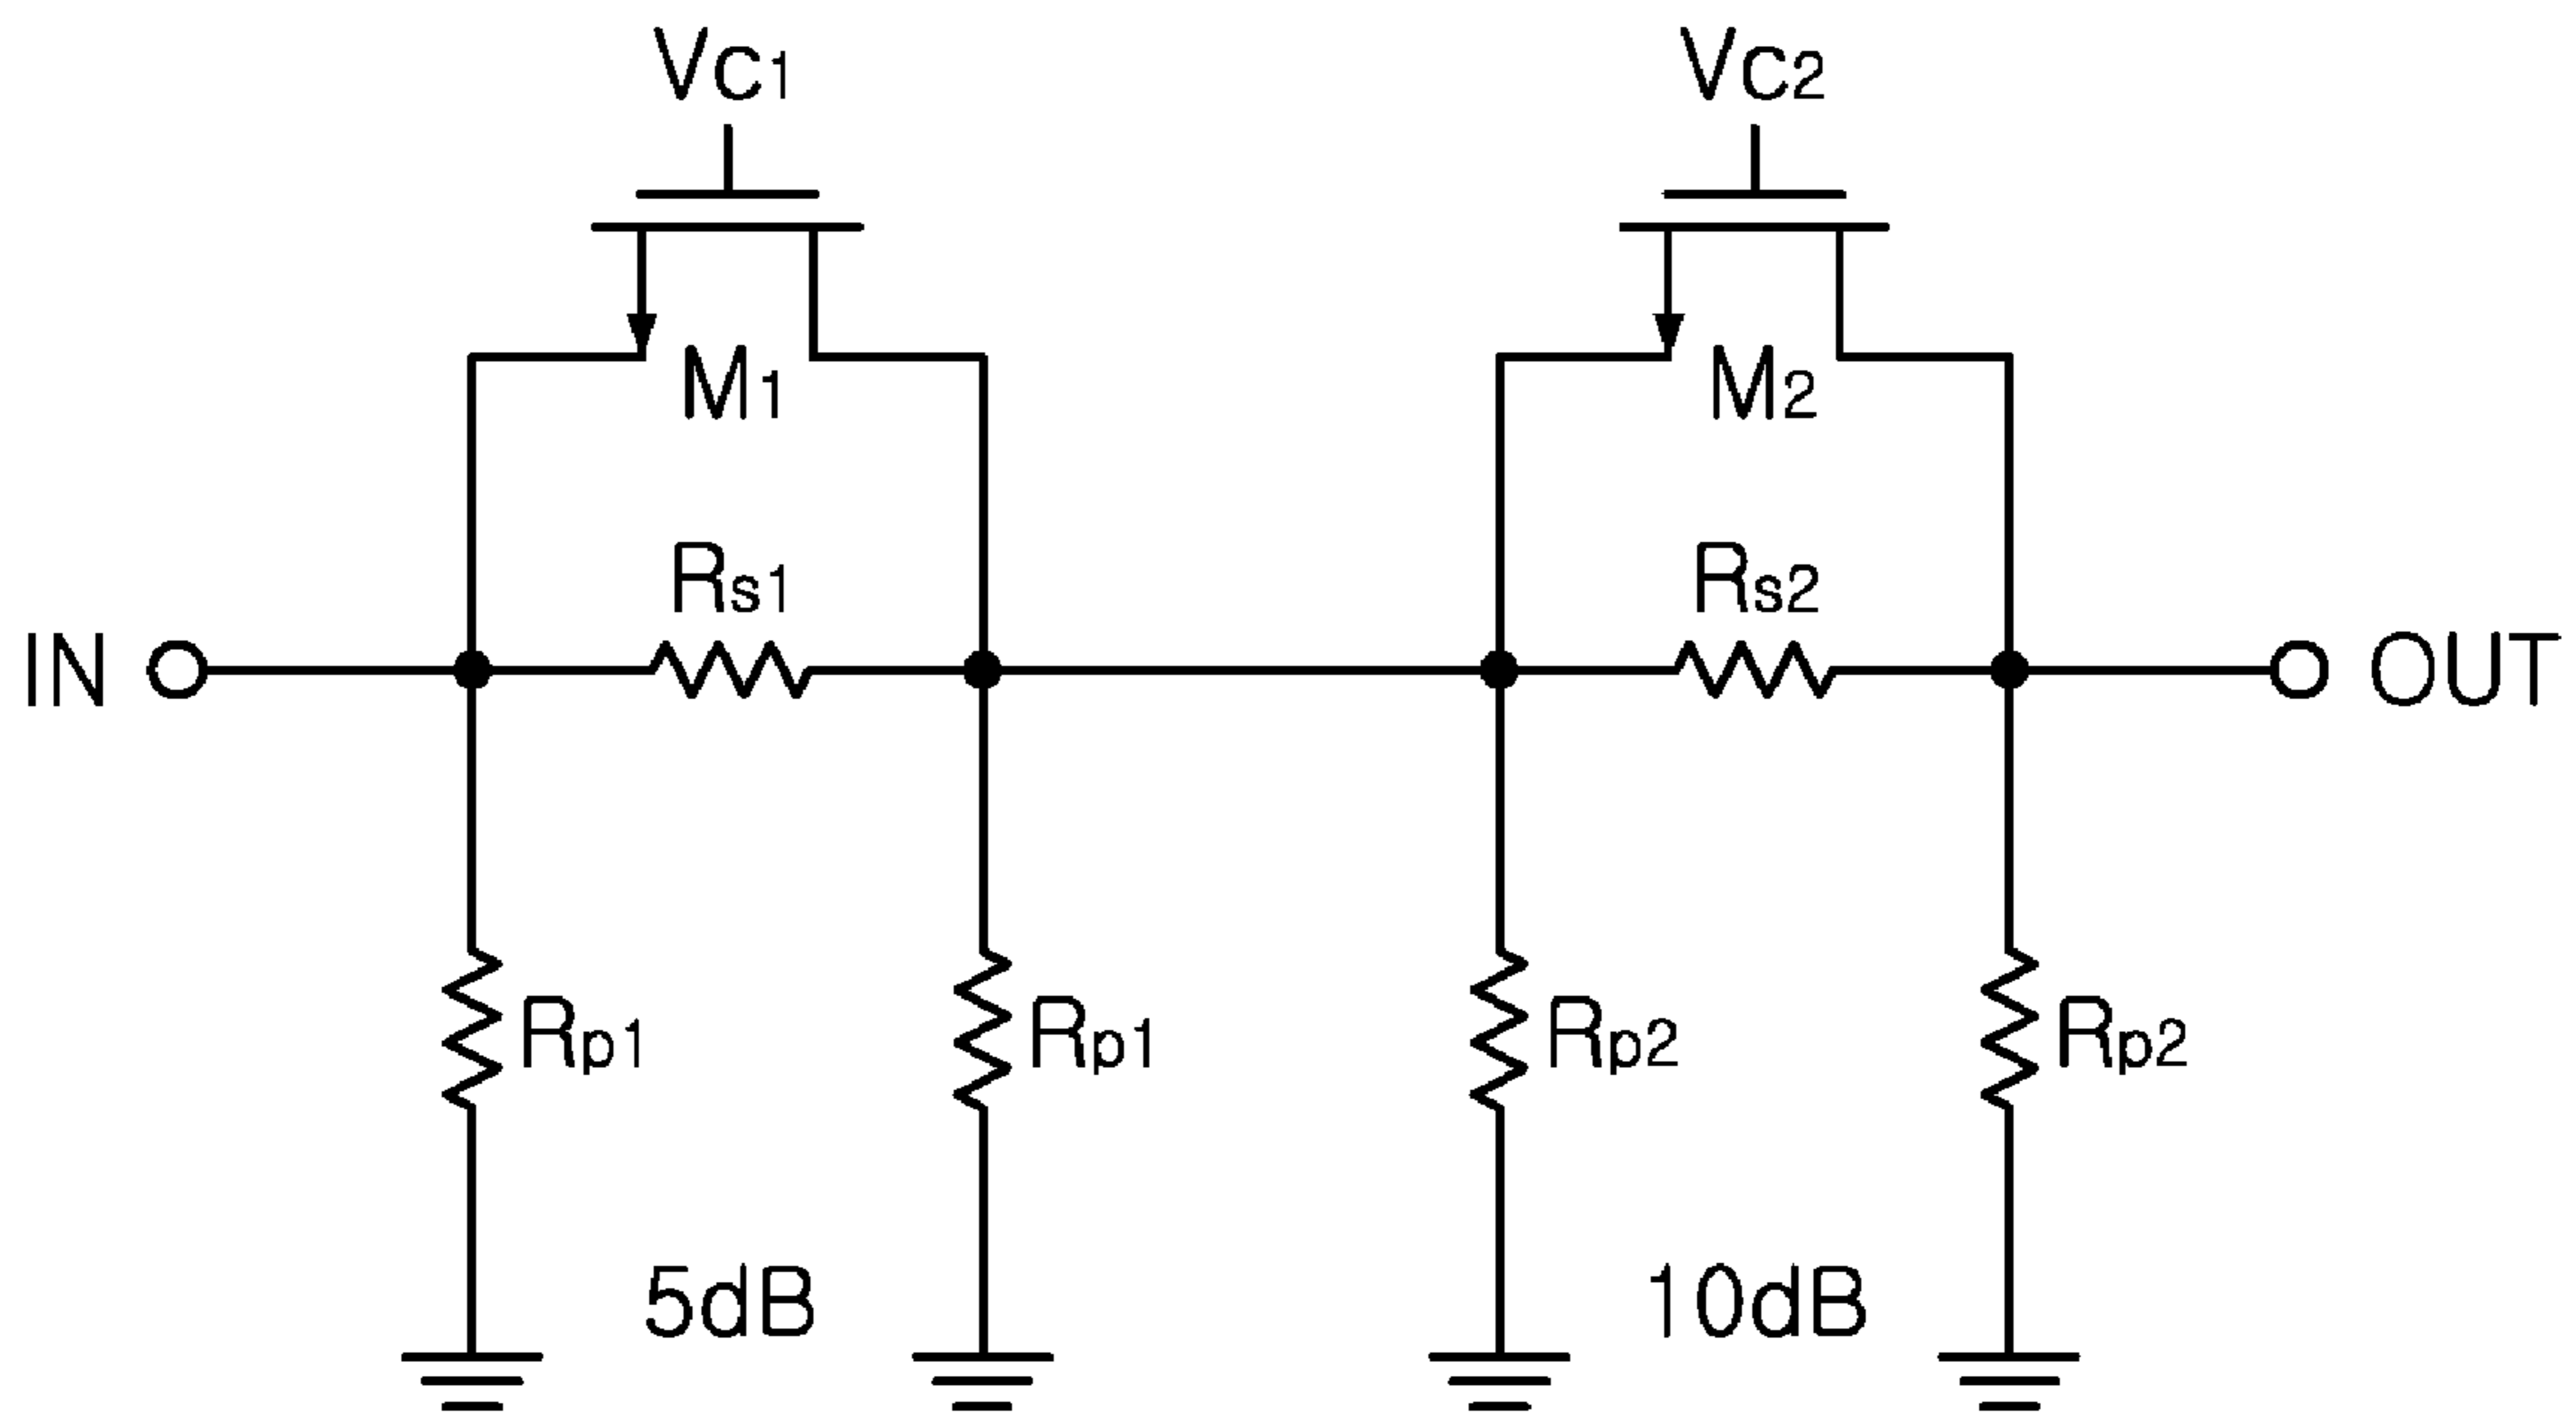 VC1 VC2
M1 M2
Rs1 Rs2
IN OUT
Rp1 Rp1 Rp2 Rp2
5dB 10dB